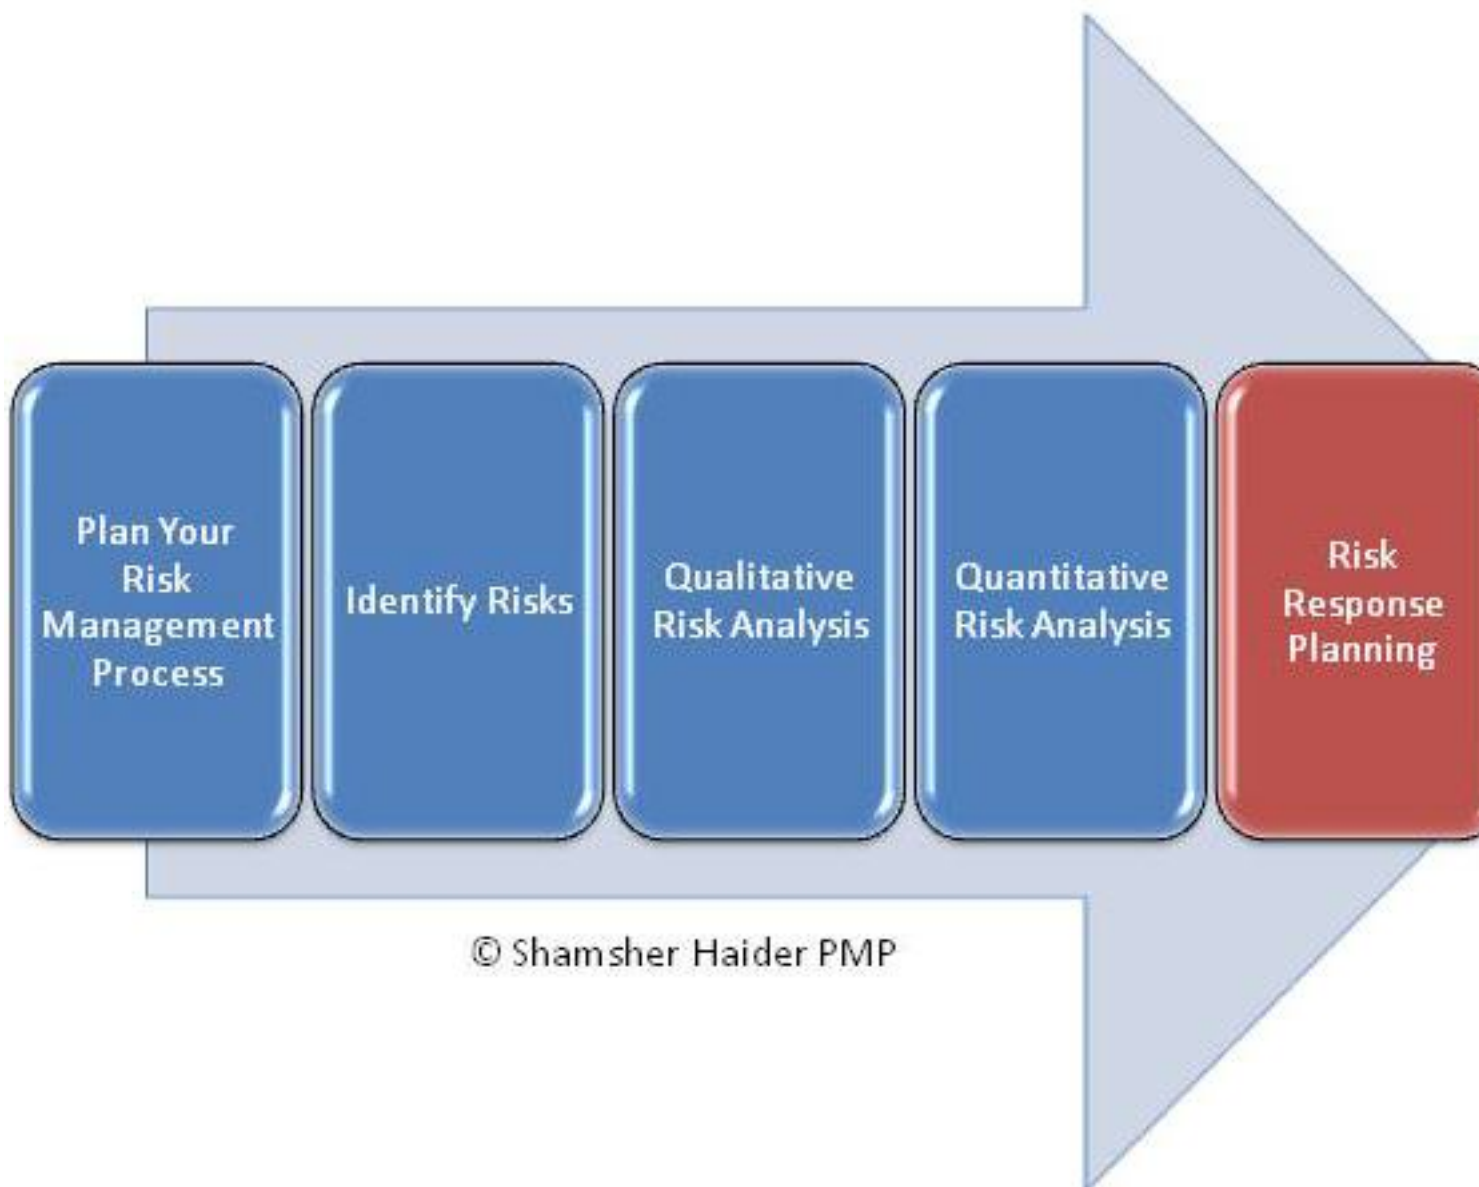 Plan Your
Risk
Management
Process
Identify Risks
Qualitative
Risk Analysis
Quantitative
Risk Analysis
Risk
Response
Planning
© Shamsher Haider PMP